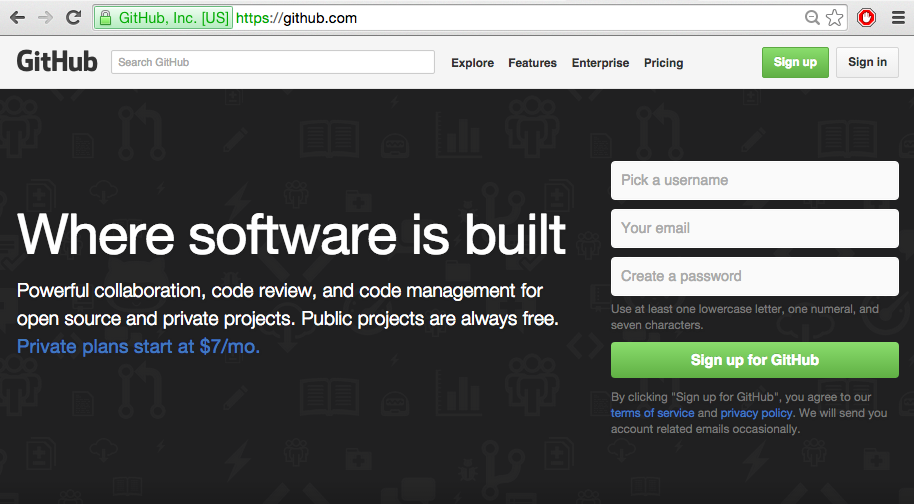 GitHub, Inc. [US] https://github.com
GitHub Search GitHub Explore Features Enterprise Pricing Sign up Sign in
Pick a username
Where software is built
Your email
Create a password
Powerful collaboration, code review, and code management for
open source and private projects. Public projects are always free.
Private plans start at $7/mo.
Use at least one lowercase letter, one numeral, and
seven characters.
Sign up for GitHub
By clicking "Sign up for GitHub", you agree to our
terms of service and privacy policy. We will send you
account related emails occasionally.